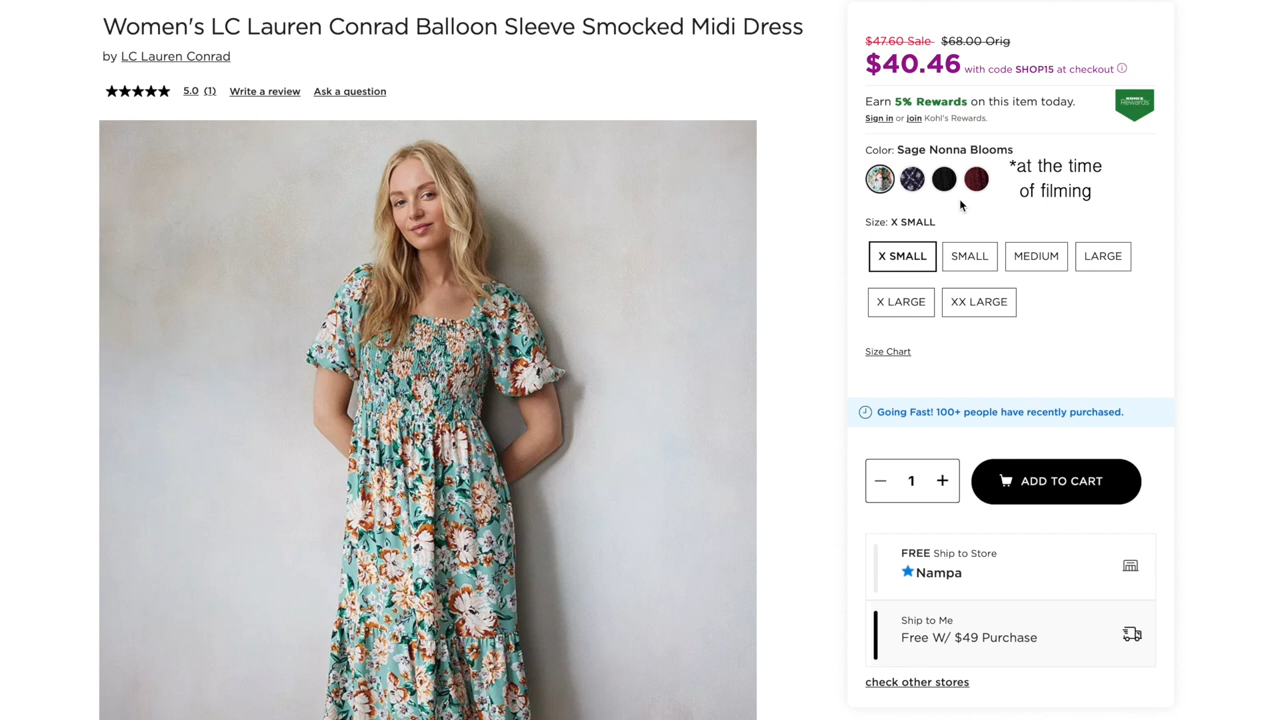 Women's LC Lauren Conrad Balloon Sleeve Smocked Midi Dress
by LC Lauren Conrad
5.0 (1) Write a review Ask a question
$47.60 Sale $68.00 Orig
$40.46 with code SHOP15 at checkout
Earn 5% Rewards on this item today.
Sign in or join Kohl's Rewards.
KOHL'S
Rewards
Color: Sage Nonna Blooms
*at the time
of filming
Size: X SMALL
X SMALL SMALL MEDIUM LARGE
X LARGE XX LARGE
Size Chart
Going Fast! 100+ people have recently purchased.
1 ADD TO CART
FREE Ship to Store
Nampa
Ship to Me
Free W/ $49 Purchase
check other stores